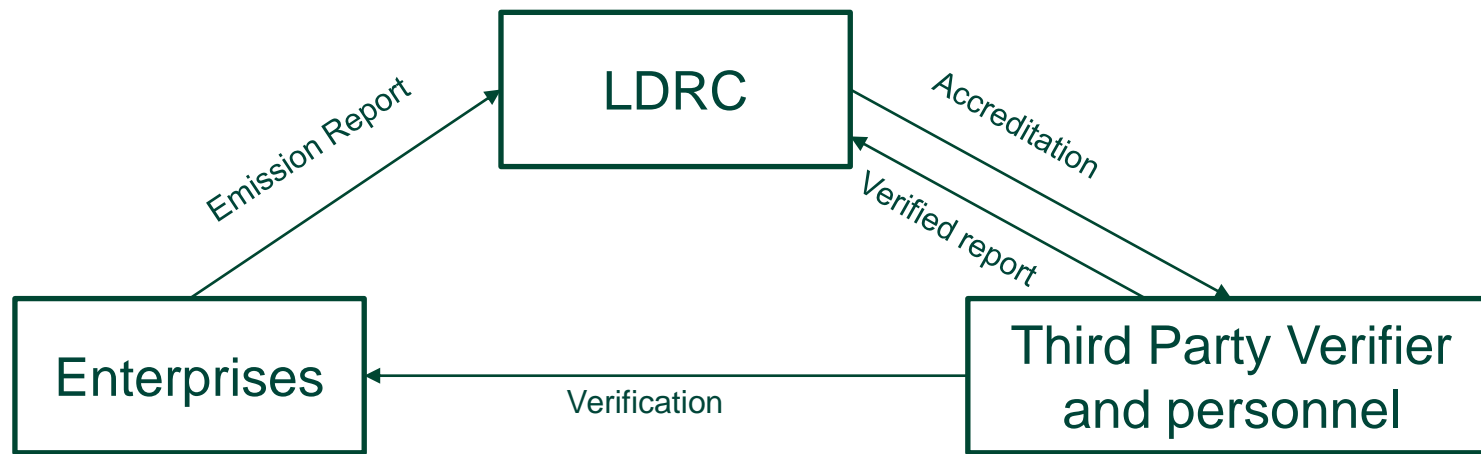 LDRC
Emission Report
Accreditation
Verified report
Enterprises
Verification
Third Party Verifier
and personnel